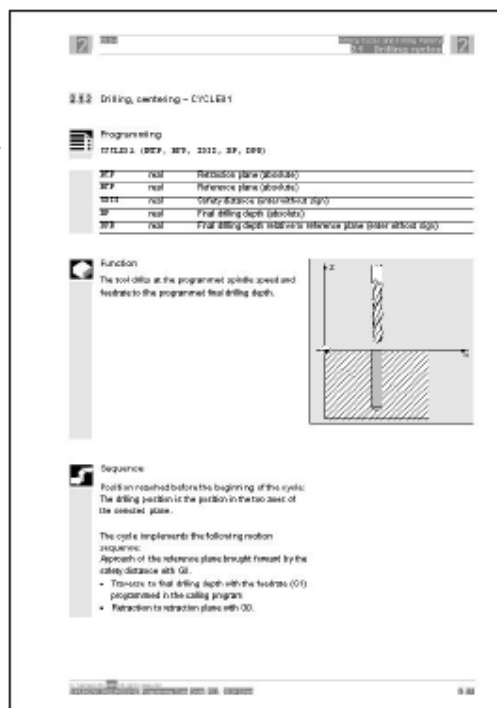 2
2
2.1 Drilling cycles
2.1.2 Drilling, centering – CYCLE81
Programming
CYCLE81 (RTP, RFP, SDIS, DP, DPR)
RTP real Retraction plane (absolute)
RFP real Reference plane (absolute)
SDIS real Safety distance (enter without sign)
DP real Final drilling depth (absolute)
DPR real Final drilling depth relative to reference plane (enter without sign)
Function
The tool drills at the programmed spindle speed and
feedrate to the programmed final drilling depth.
Z
X
Sequence
Position reached before the beginning of the cycle:
The drilling position is the position in the two axes of
the selected plane.
The cycle implements the following motion
sequence:
Approach of the reference plane brought forward by the
safety distance with G0.
• Traverse to final drilling depth with the feedrate (G1)
programmed in the calling program
• Retraction to retraction plane with G0.